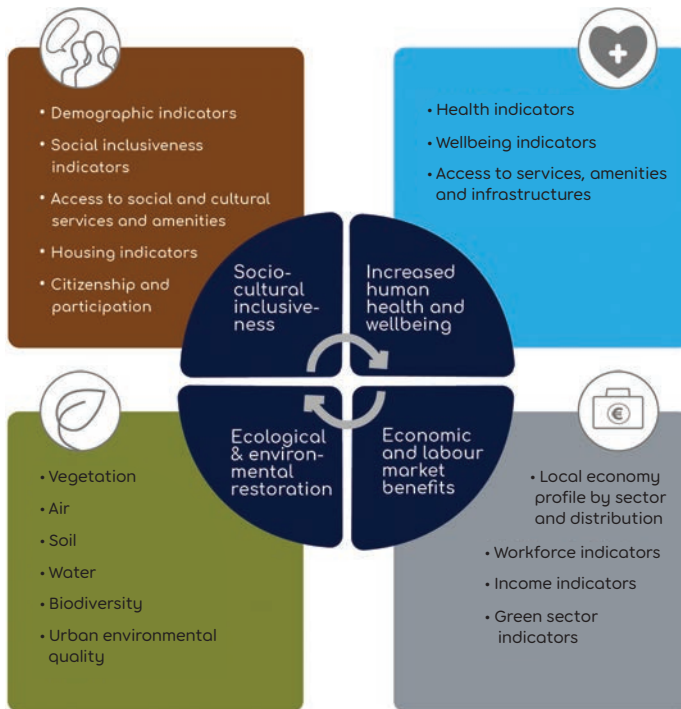 • Demographic indicators
• Social inclusiveness
indicators
• Access to social and cultural
services and amenities
• Housing indicators
• Citizenship and
participation
• Health indicators
• Wellbeing indicators
• Access to services, amenities
and infrastructures
Socio-
cultural
inclusive-
ness
Increased
human
health and
wellbeing
Ecological
& environ-
mental
restoration
Economic
and labour
market
benefits
• Vegetation
• Air
• Soil
• Water
• Biodiversity
• Urban environmental
quality
€
• Local economy
profile by sector
and distribution
• Workforce indicators
• Income indicators
• Green sector
indicators